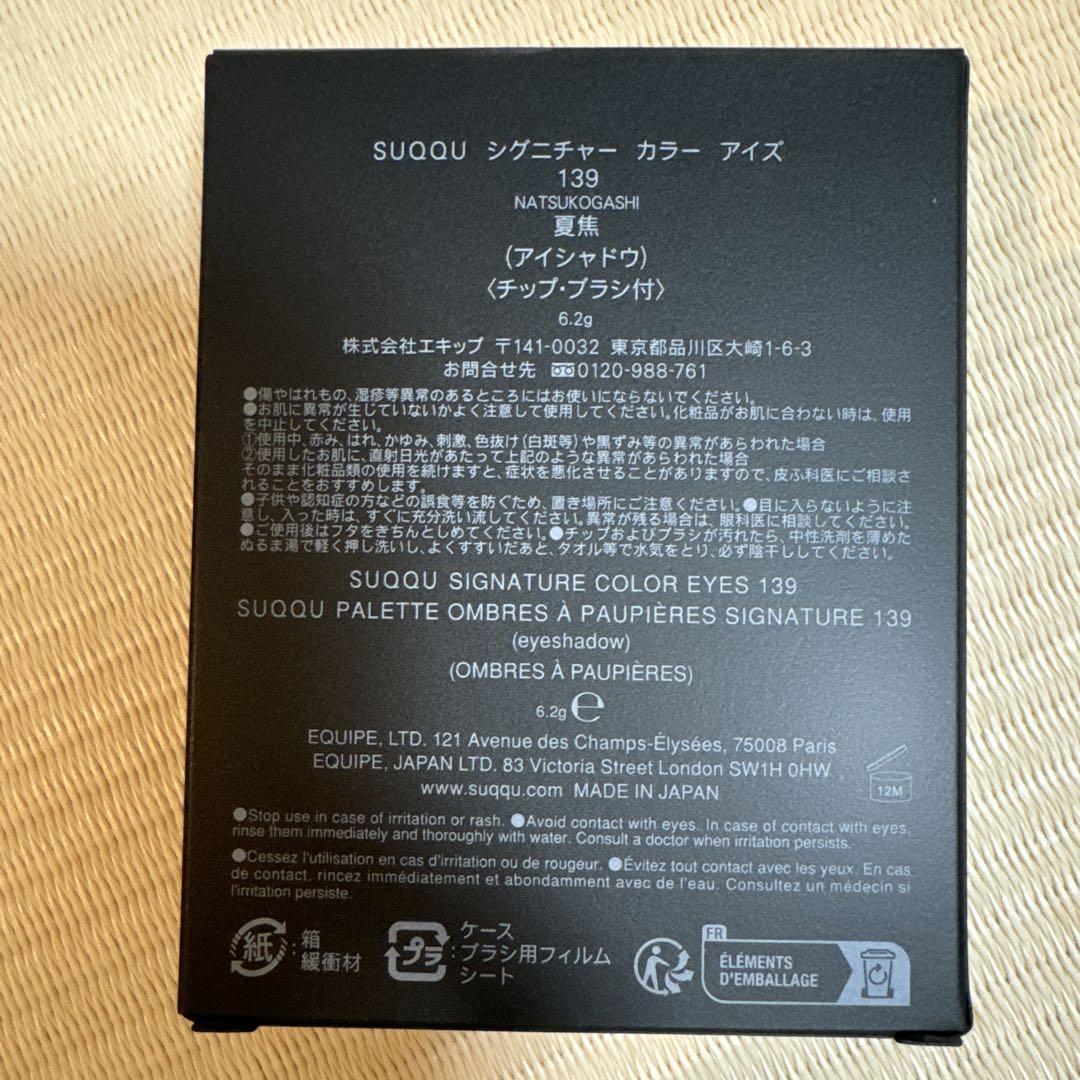 SUQQU シグニチャー カラー アイズ
139
NATSUKOGASHI
夏焦
(アイシャドウ)
〈チップ・ブラシ付〉
6.2g
株式会社エキップ 〒141-0032 東京都品川区大崎1-6-3
お問合せ先 0120-988-761
●傷やはれもの、湿疹等異常のあるところにはお使いにならないでください。
●お肌に異常が生じていないかよく注意して使用してください。化粧品がお肌に合わない時は、使用
を中止してください。
①使用中、赤み、はれ、かゆみ、刺激、色抜け(白斑等)や黒ずみ等の異常があらわれた場合
②使用したお肌に、直射日光があたって上記のような異常があらわれた場合
そのまま化粧品類の使用を続けますと、症状を悪化させることがありますので、皮ふ科医にご相談さ
れることをおすすめします。
●子供や認知症の方などの誤食等を防ぐため、置き場所にご注意ください。●目に入らないように注
意し、入った時は、すぐに充分洗い流してください。異常が残る場合は、眼科医に相談してください。
●ご使用後はフタをきちんとしめてください。●チップおよびブラシが汚れたら、中性洗剤を薄めた
ぬるま湯で軽く押し洗いし、よくすすいだあと、タオル等で水気をとり、必ず陰干ししてください。
SUQQU SIGNATURE COLOR EYES 139
SUQQU PALETTE OMBRES À PAUPIÈRES SIGNATURE 139
(eyeshadow)
(OMBRES À PAUPIÈRES)
6.2g ℮
EQUIPE, LTD. 121 Avenue des Champs-Élysées, 75008 Paris
EQUIPE, JAPAN LTD. 83 Victoria Street London SW1H 0HW
www.suqqu.com MADE IN JAPAN
12M
●Stop use in case of irritation or rash. ●Avoid contact with eyes. In case of contact with eyes,
rinse them immediately and thoroughly with water. Consult a doctor when irritation persists.
●Cessez l'utilisation en cas d'irritation ou de rougeur. ●Évitez tout contact avec les yeux. En cas
de contact, rincez immédiatement et abondamment avec de l'eau. Consultez un médecin si
l'irritation persiste.
紙 : 箱
緩衝材
プラ : ケース
ブラシ用フィルム
シート
FR
ÉLÉMENTS
D'EMBALLAGE